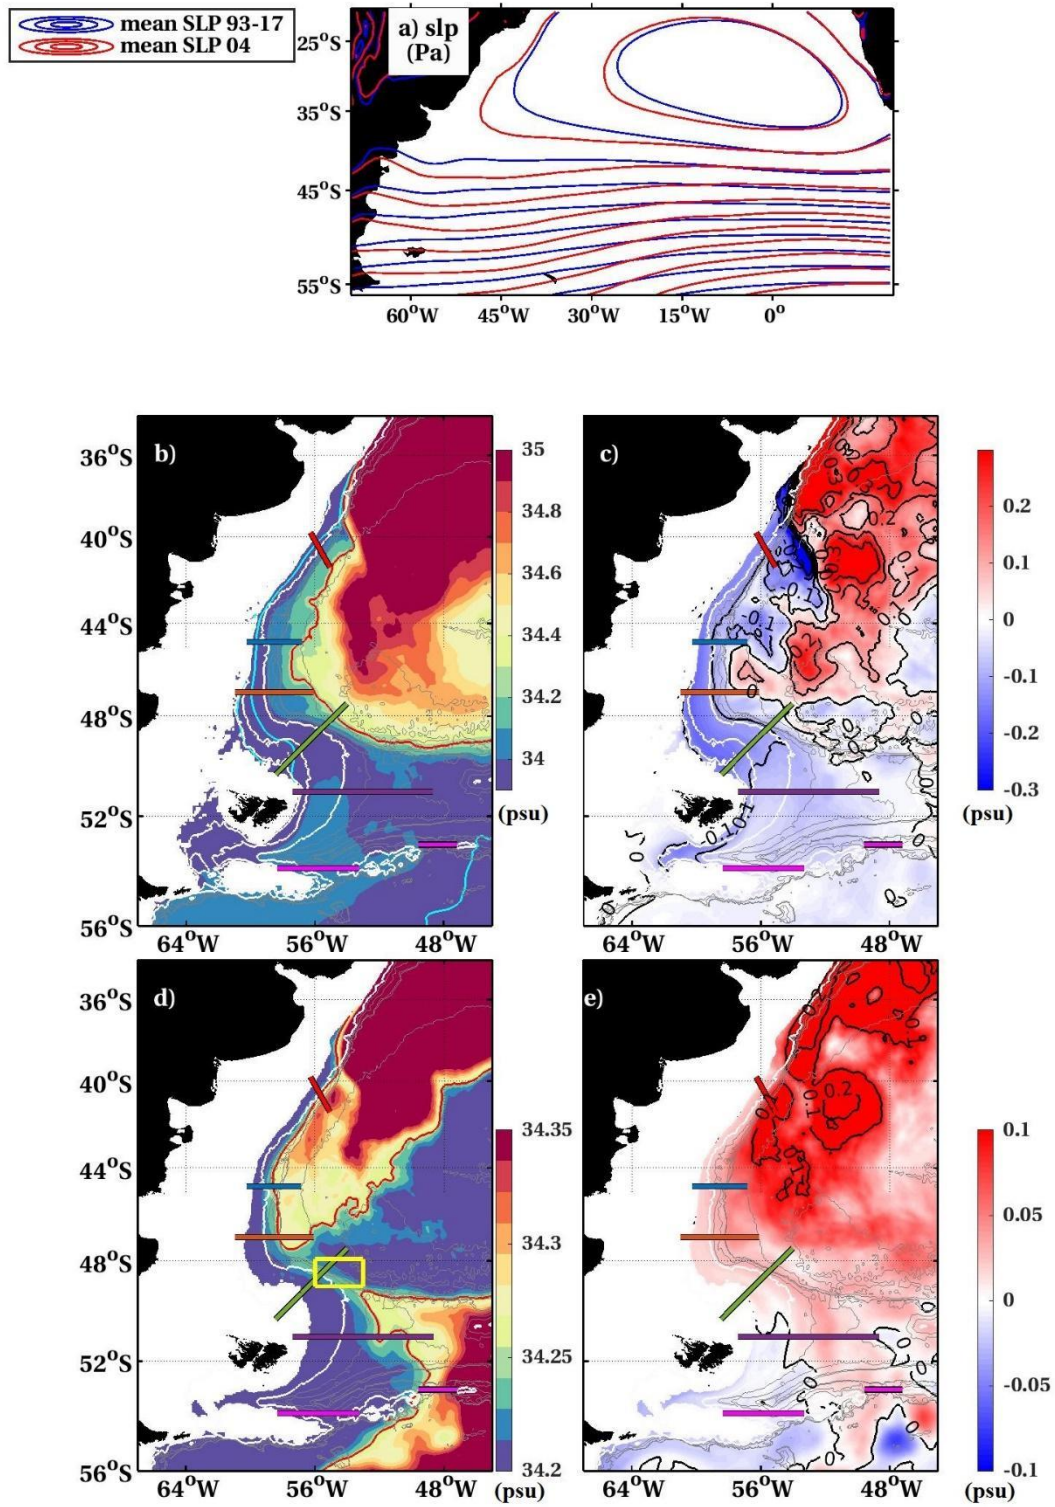 mean SLP 93-17
mean SLP 04
a) slp
(Pa)
25°S
35°S
45°S
55°S
60°W 45°W 30°W 15°W 0°
b)
36°S
40°S
44°S
48°S
52°S
56°S
64°W 56°W 48°W
35
34.8
34.6
34.4
34.2
34
(psu)
c)
0.2
0.1
0
-0.1
-0.2
-0.3
(psu)
64°W 56°W 48°W
d)
36°S
40°S
44°S
48°S
52°S
56°S
64°W 56°W 48°W
34.35
34.3
34.25
34.2
(psu)
e)
0.2
0.1
0.05
0
-0.05
-0.1
(psu)
64°W 56°W 48°W